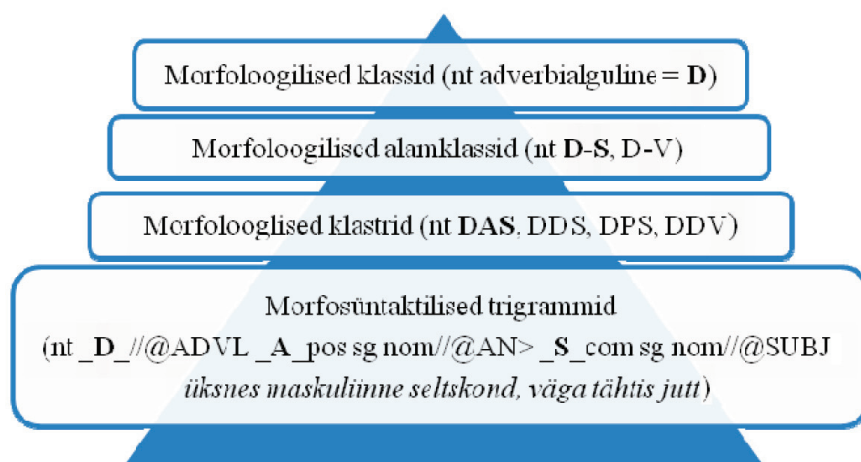 Morfoloogilised klassid (nt adverbialguline = D)
Morfoloogilised alamklassid (nt D-S, D-V)
Morfolooglised klastrid (nt DAS, DDS, DPS, DDV)
Morfosüntaktilised trigrammid
(nt _D_//@ADVL _A_pos sg nom//@AN> _S_com sg nom//@SUBJ
üksnes maskuliinne seltskond, väga tähtis jutt)